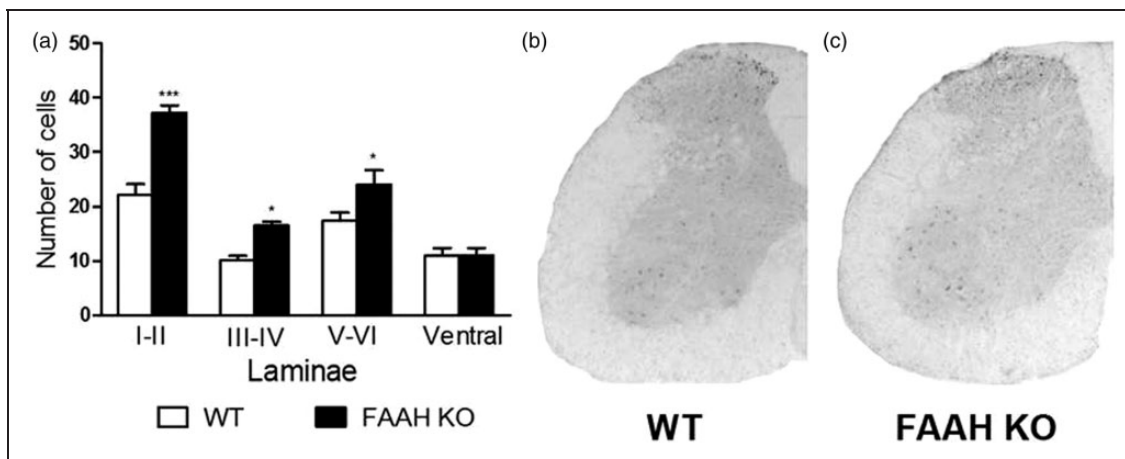 (a)
50
40
30
20
10
0
Number of cells
***
*
*
I-II III-IV V-VI Ventral
Laminae
WT FAAH KO
(b)
WT
(c)
FAAH KO